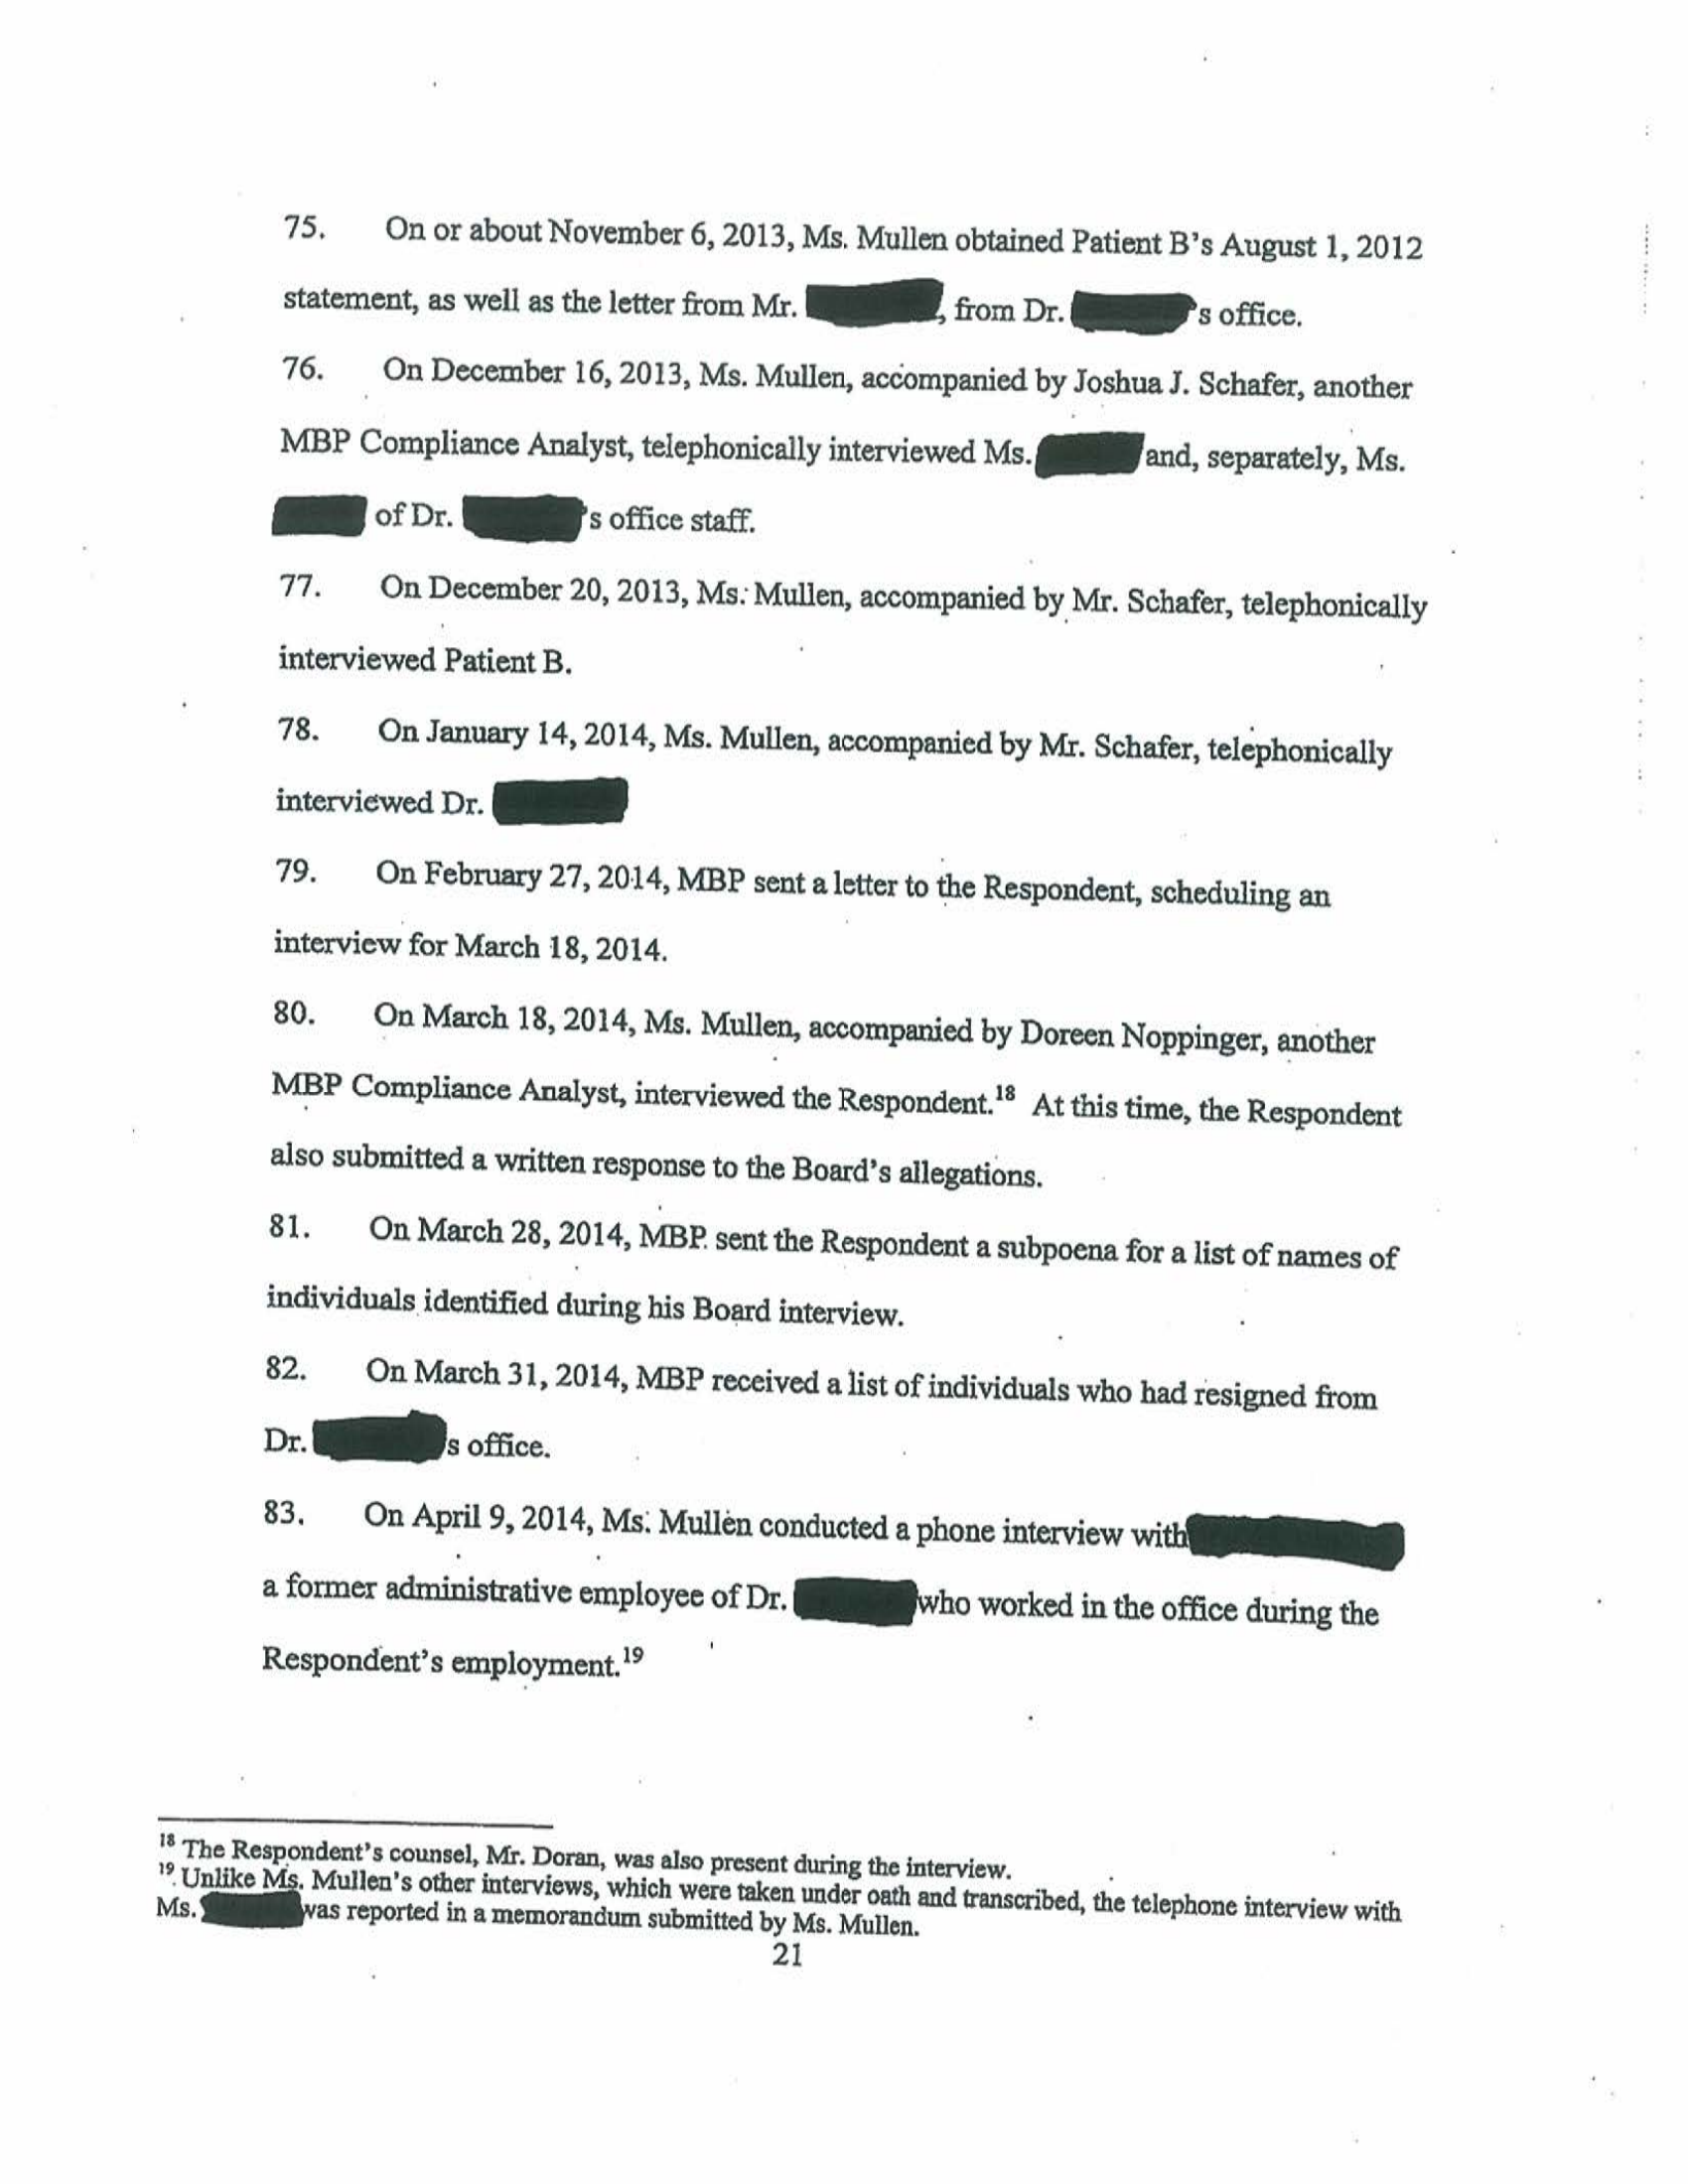 75. On or about November 6, 2013, Ms. Mullen obtained Patient B's August 1, 2012
statement, as well as the letter from Mr. , from Dr. 's office.
76. On December 16, 2013, Ms. Mullen, accompanied by Joshua J. Schafer, another
MBP Compliance Analyst, telephonically interviewed Ms. and, separately, Ms.
of Dr. 's office staff.
77. On December 20, 2013, Ms. Mullen, accompanied by Mr. Schafer, telephonically
interviewed Patient B.
78. On January 14, 2014, Ms. Mullen, accompanied by Mr. Schafer, telephonically
interviewed Dr.
79. On February 27, 2014, MBP sent a letter to the Respondent, scheduling an
interview for March 18, 2014.
80. On March 18, 2014, Ms. Mullen, accompanied by Doreen Noppinger, another
MBP Compliance Analyst, interviewed the Respondent.18 At this time, the Respondent
also submitted a written response to the Board's allegations.
81. On March 28, 2014, MBP sent the Respondent a subpoena for a list of names of
individuals identified during his Board interview.
82. On March 31, 2014, MBP received a list of individuals who had resigned from
Dr. s office.
83. On April 9, 2014, Ms. Mullen conducted a phone interview with
a former administrative employee of Dr. who worked in the office during the
Respondent's employment.19
18 The Respondent's counsel, Mr. Doran, was also present during the interview.
19 Unlike Ms. Mullen's other interviews, which were taken under oath and transcribed, the telephone interview with
Ms. was reported in a memorandum submitted by Ms. Mullen.
21